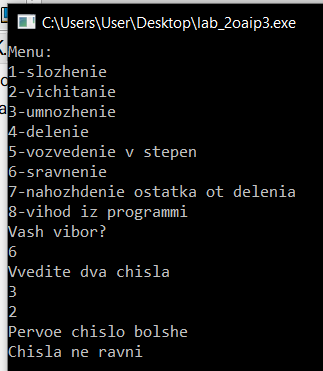 C:\Users\User\Desktop\lab_2oaip3.exe
Menu:
1-slozhenie
2-vichitanie
3-umnozhenie
4-delenie
5-vozvedenie v stepen
6-sravnenie
7-nahozhdenie ostatka ot delenia
8-vihod iz programmi
Vash vibor?
6
Vvedite dva chisla
3
2
Pervoe chislo bolshe
Chisla ne ravni